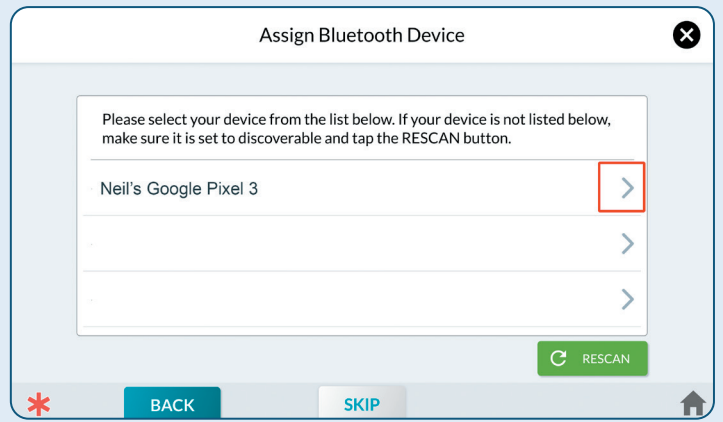 Assign Bluetooth Device
Please select your device from the list below. If your device is not listed below,
make sure it is set to discoverable and tap the RESCAN button.
Neil's Google Pixel 3
RESCAN
BACK
SKIP